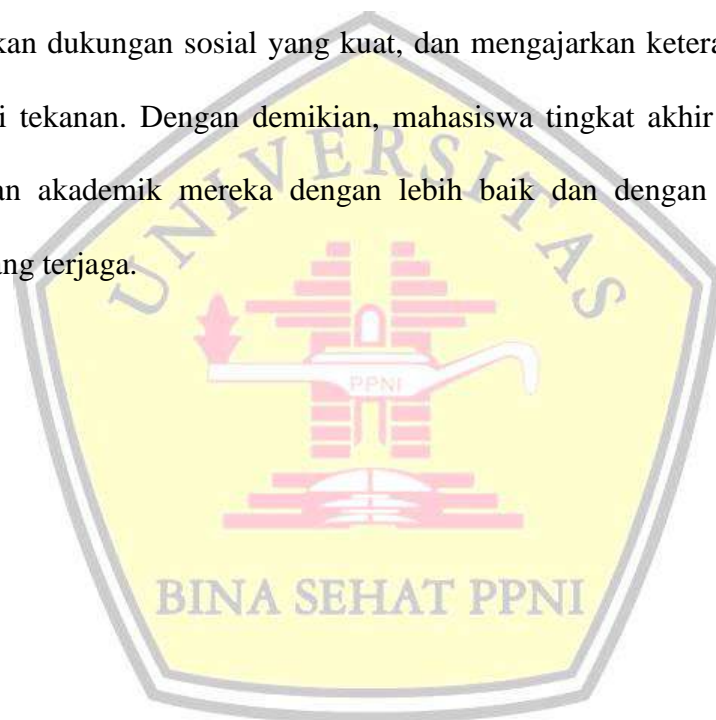 kan dukungan sosial yang kuat, dan mengajarkan ketera
i tekanan. Dengan demikian, mahasiswa tingkat akhir
an akademik mereka dengan lebih baik dan dengan
ang terjaga.
UNIVERSITAS
PPNI
BINA SEHAT PPNI